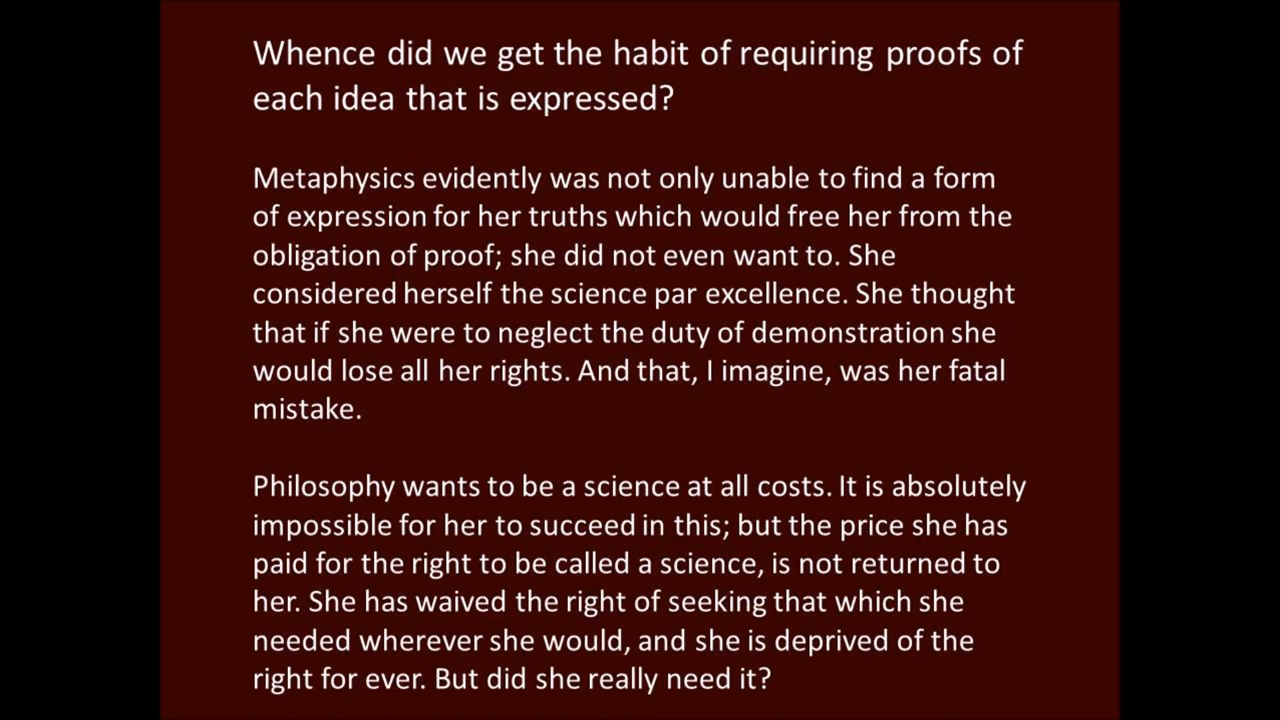 Whence did we get the habit of requiring proofs of
each idea that is expressed?
Metaphysics evidently was not only unable to find a form
of expression for her truths which would free her from the
obligation of proof; she did not even want to. She
considered herself the science par excellence. She thought
that if she were to neglect the duty of demonstration she
would lose all her rights. And that, I imagine, was her fatal
mistake.
Philosophy wants to be a science at all costs. It is absolutely
impossible for her to succeed in this; but the price she has
paid for the right to be called a science, is not returned to
her. She has waived the right of seeking that which she
needed wherever she would, and she is deprived of the
right for ever. But did she really need it?